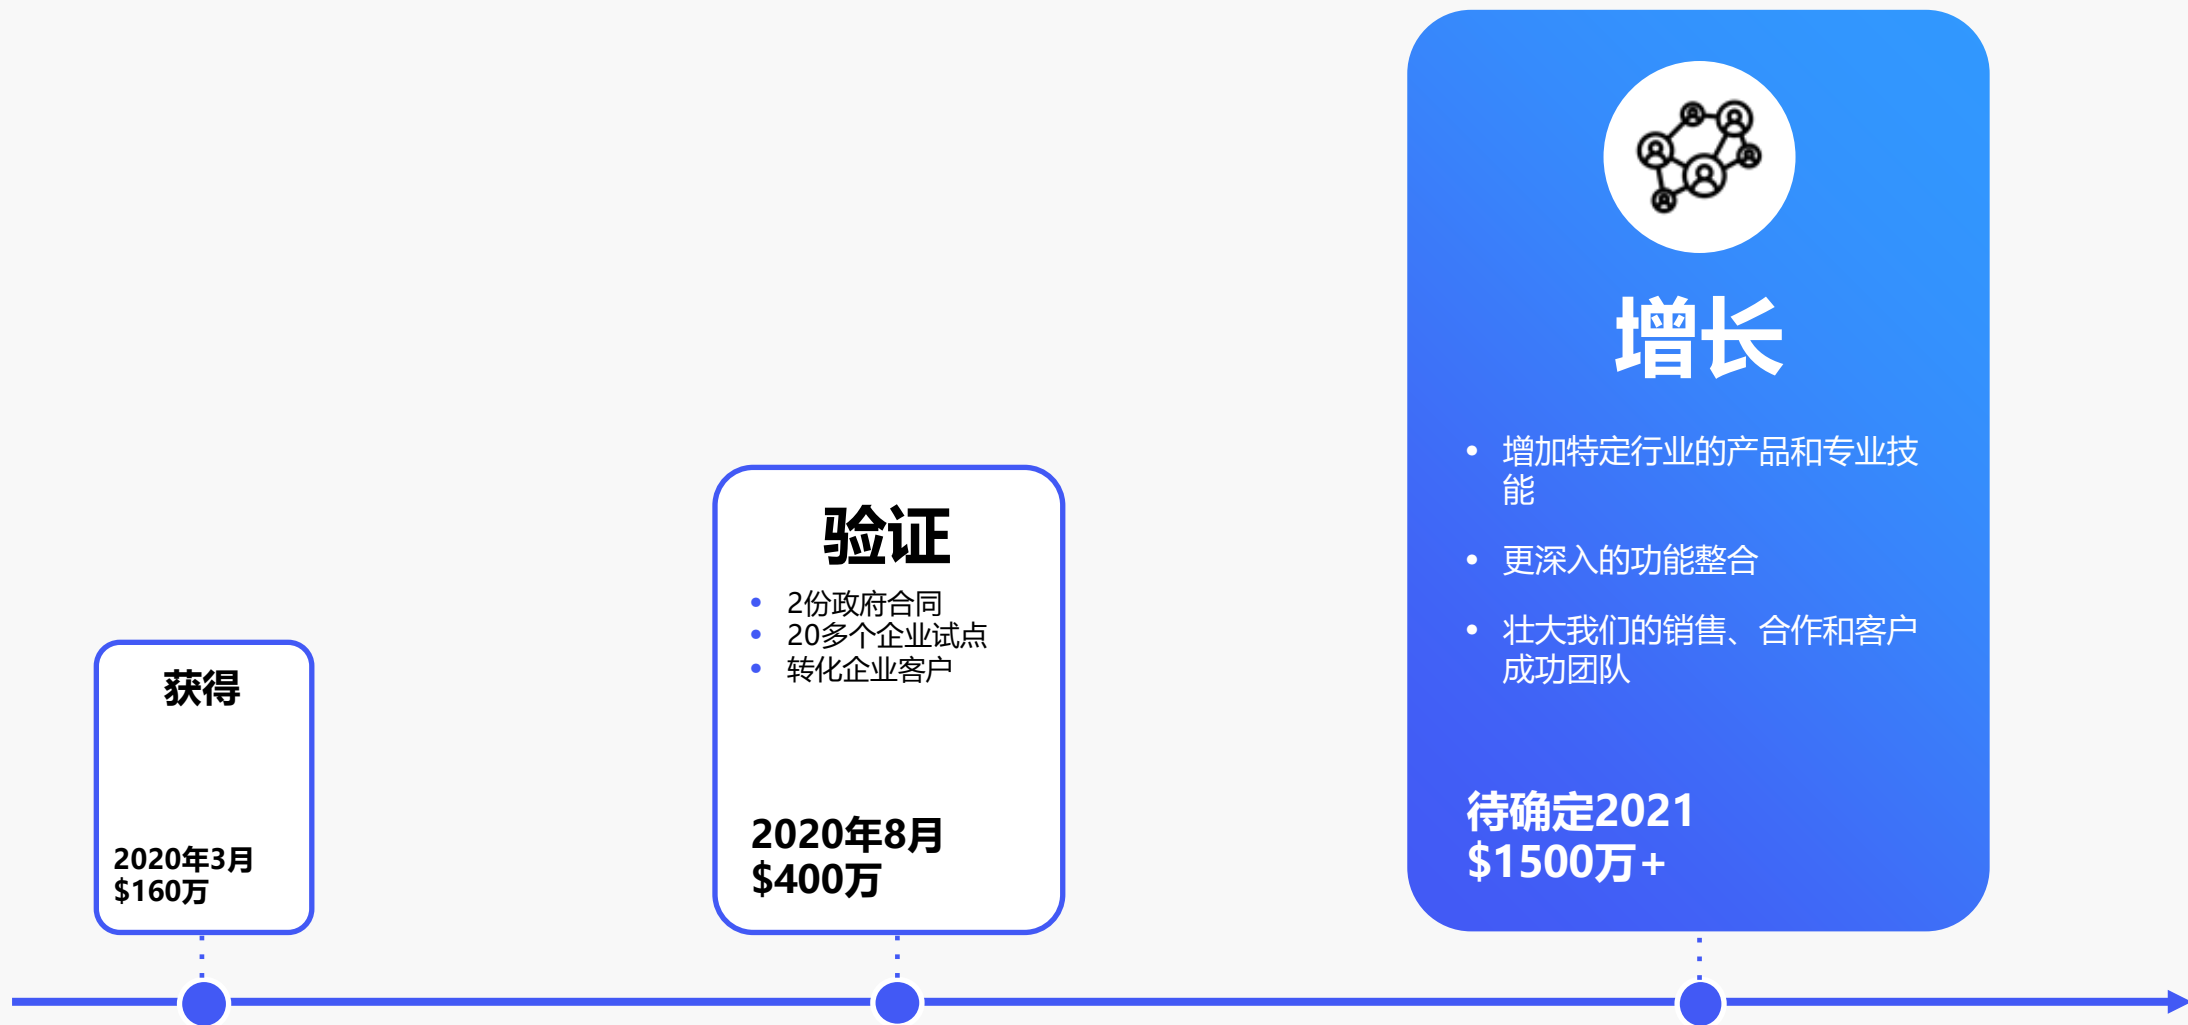 获得
2020年3月
$160万
验证
• 2份政府合同
• 20多个企业试点
• 转化企业客户
2020年8月
$400万
增长
• 增加特定行业的产品和专业技
能
• 更深入的功能整合
• 壮大我们的销售、合作和客户
成功团队
待确定2021
$1500万+